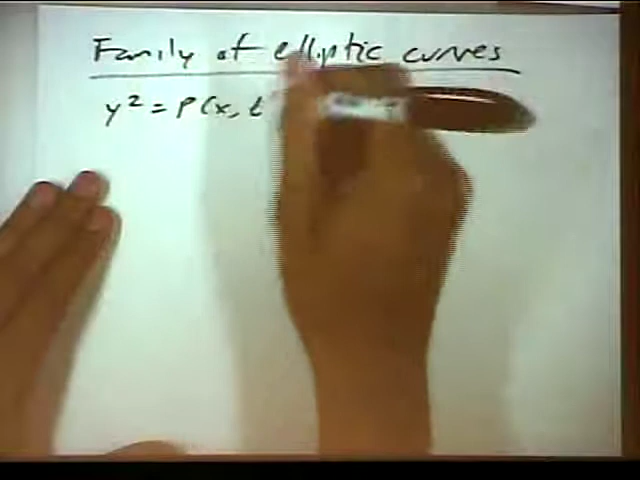 Family of elliptic curves
y² = P(x, t